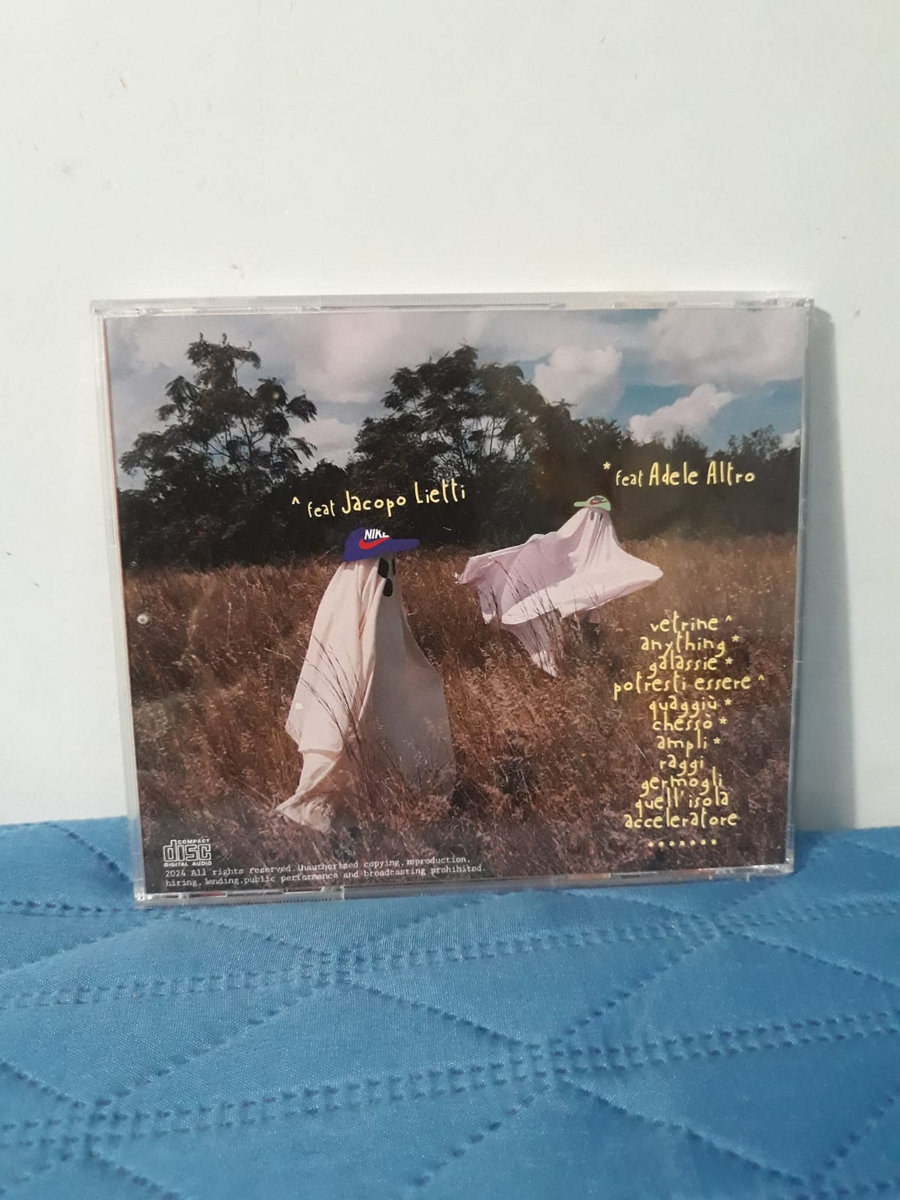 ^ feat Jacopo Lietti
* feat Adele Altro
NIKE
vetrine ^
anything *
galassie *
potresti essere ^
quaggiù *
chessò *
ampli *
raggi
germogli
quell'isola
acceleratore
•••••••
COMPACT
disc
DIGITAL AUDIO
2024 All rights reserved.Unauthorized copying,reproduction,
hiring,lending,public performance and broadcasting prohibited.